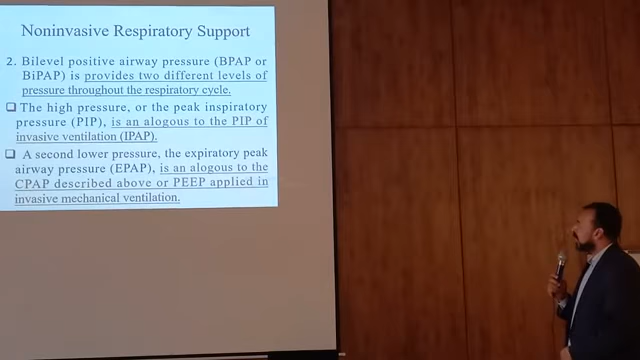 Noninvasive Respiratory Support
2. Bilevel positive airway pressure (BPAP or
BiPAP) is provides two different levels of
pressure throughout the respiratory cycle.
The high pressure, or the peak inspiratory
pressure (PIP), is an alogous to the PIP of
invasive ventilation (IPAP).
A second lower pressure, the expiratory peak
airway pressure (EPAP), is an alogous to the
CPAP described above or PEEP applied in
invasive mechanical ventilation.